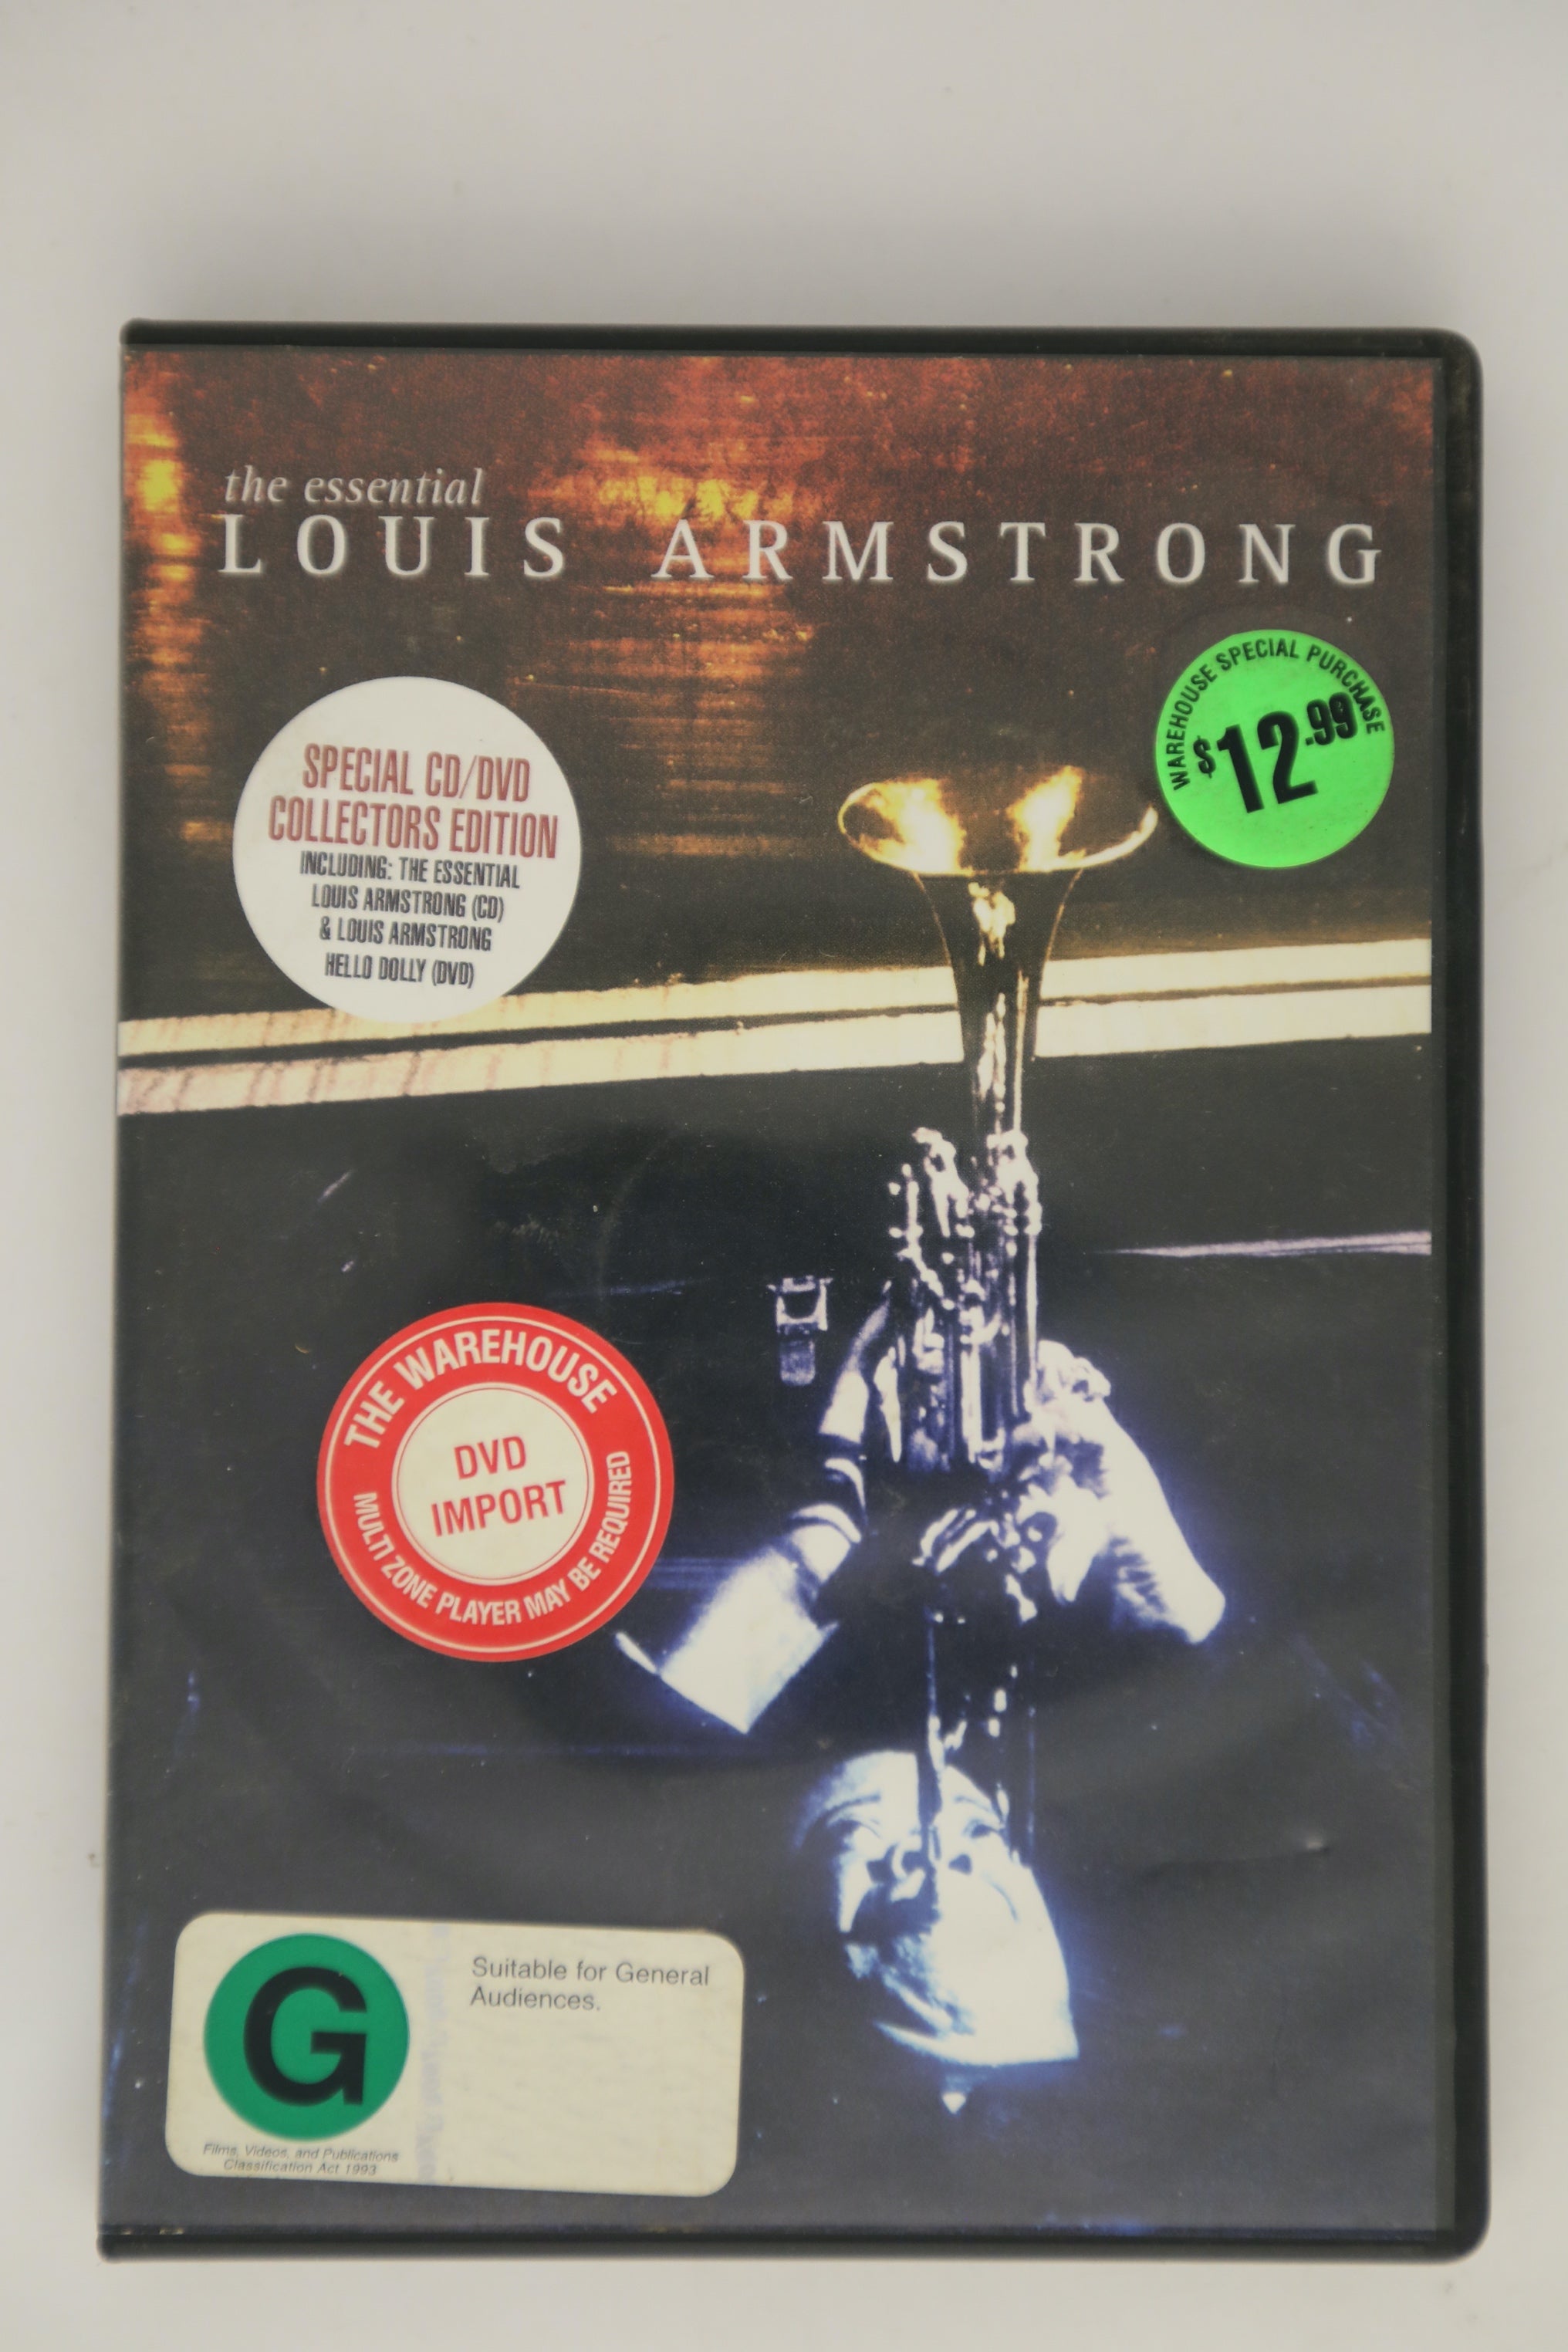 the essential
LOUIS ARMSTRONG
WAREHOUSE SPECIAL PURCHASE
$12.99
SPECIAL CD/DVD
COLLECTORS EDITION
INCLUDING: THE ESSENTIAL
LOUIS ARMSTRONG (CD)
& LOUIS ARMSTRONG
HELLO DOLLY (DVD)
THE WAREHOUSE
DVD
IMPORT
MULTI ZONE PLAYER MAY BE REQUIRED
G
Suitable for General
Audiences.
Films, Videos, and Publications
Classification Act 1993